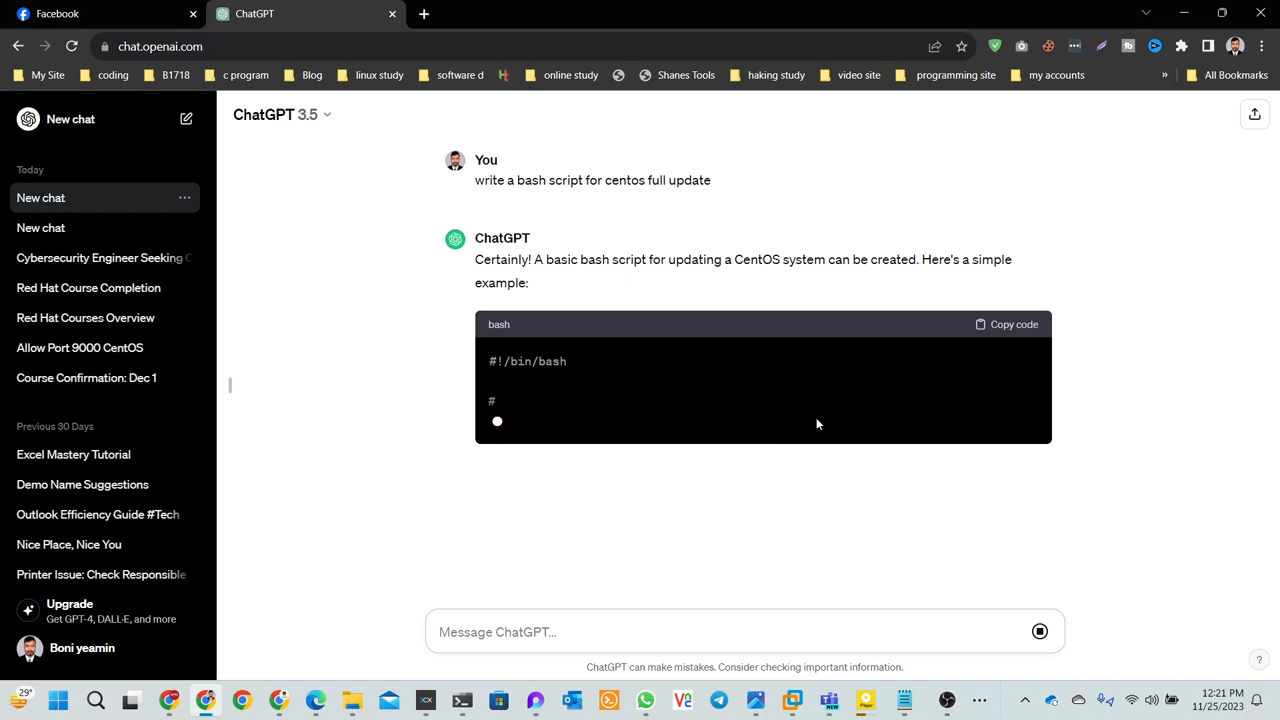 Facebook
ChatGPT
chat.openai.com
My Site
coding
B1718
c program
Blog
linux study
software d
online study
Shanes Tools
haking study
video site
programming site
my accounts
»
All Bookmarks
New chat
Today
New chat
New chat
Cybersecurity Engineer Seeking C
Red Hat Course Completion
Red Hat Courses Overview
Allow Port 9000 CentOS
Course Confirmation: Dec 1
Previous 30 Days
Excel Mastery Tutorial
Demo Name Suggestions
Outlook Efficiency Guide #Tech
Nice Place, Nice You
Printer Issue: Check Responsible
Upgrade
Get GPT-4, DALL·E, and more
Boni yeamin
ChatGPT 3.5
You
write a bash script for centos full update
ChatGPT
Certainly! A basic bash script for updating a CentOS system can be created. Here's a simple
example:
bash
Copy code
#!/bin/bash
#
Message ChatGPT...
ChatGPT can make mistakes. Consider checking important information.
?
29°
12:21 PM
11/25/2023